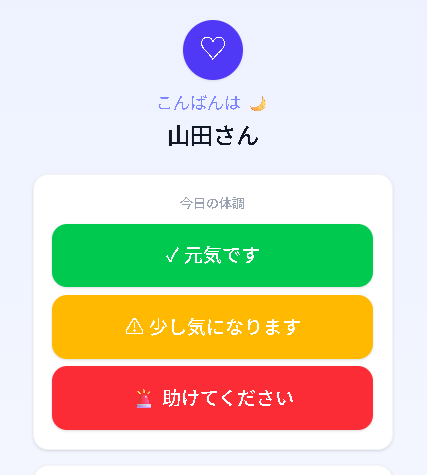 こんばんは 🌙
山田さん
今日の体調
✓ 元気です
⚠ 少し気になります
🚨 助けてください